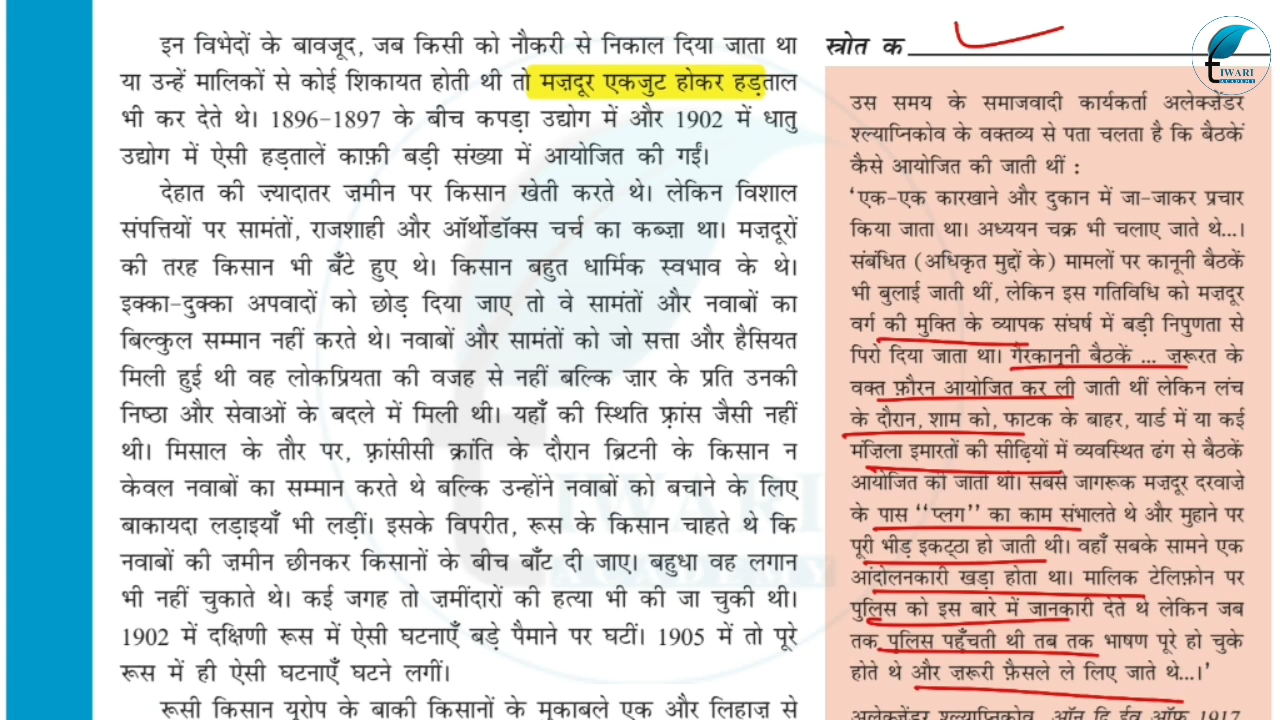 इन विभेदों के बावजूद, जब किसी को नौकरी से निकाल दिया जाता था
या उन्हें मालिकों से कोई शिकायत होती थी तो मज़दूर एकजुट होकर हड़ताल
भी कर देते थे। 1896-1897 के बीच कपड़ा उद्योग में और 1902 में धातु
उद्योग में ऐसी हड़तालें काफ़ी बड़ी संख्या में आयोजित की गईं।
देहात की ज़्यादातर ज़मीन पर किसान खेती करते थे। लेकिन विशाल
संपत्तियों पर सामंतों, राजशाही और ऑर्थोडॉक्स चर्च का कब्ज़ा था। मज़दूरों
की तरह किसान भी बँटे हुए थे। किसान बहुत धार्मिक स्वभाव के थे।
इक्का-दुक्का अपवादों को छोड़ दिया जाए तो वे सामंतों और नवाबों का
बिल्कुल सम्मान नहीं करते थे। नवाबों और सामंतों को जो सत्ता और हैसियत
मिली हुई थी वह लोकप्रियता की वजह से नहीं बल्कि ज़ार के प्रति उनकी
निष्ठा और सेवाओं के बदले में मिली थी। यहाँ की स्थिति फ़्रांस जैसी नहीं
थी। मिसाल के तौर पर, फ़्रांसीसी क्रांति के दौरान ब्रिटनी के किसान न
केवल नवाबों का सम्मान करते थे बल्कि उन्होंने नवाबों को बचाने के लिए
बाकायदा लड़ाइयाँ भी लड़ीं। इसके विपरीत, रूस के किसान चाहते थे कि
नवाबों की ज़मीन छीनकर किसानों के बीच बाँट दी जाए। बहुधा वह लगान
भी नहीं चुकाते थे। कई जगह तो ज़मींदारों की हत्या भी की जा चुकी थी।
1902 में दक्षिणी रूस में ऐसी घटनाएँ बड़े पैमाने पर घटीं। 1905 में तो पूरे
रूस में ही ऐसी घटनाएँ घटने लगीं।
रूसी किसान यूरोप के बाकी किसानों के मुकाबले एक और लिहाज़ से
स्त्रोत क
उस समय के समाजवादी कार्यकर्ता अलेक्ज़ेंडर
श्ल्याप्निकोव के वक्तव्य से पता चलता है कि बैठकें
कैसे आयोजित की जाती थीं :
‘एक-एक कारखाने और दुकान में जा-जाकर प्रचार
किया जाता था। अध्ययन चक्र भी चलाए जाते थे...।
संबंधित (अधिकृत मुद्दों के) मामलों पर कानूनी बैठकें
भी बुलाई जाती थीं, लेकिन इस गतिविधि को मज़दूर
वर्ग की मुक्ति के व्यापक संघर्ष में बड़ी निपुणता से
पिरो दिया जाता था। गैरकानूनी बैठकें ... ज़रूरत के
वक्त फ़ौरन आयोजित कर ली जाती थीं लेकिन लंच
के दौरान, शाम को, फाटक के बाहर, यार्ड में या कई
मंज़िला इमारतों की सीढ़ियों में व्यवस्थित ढंग से बैठकें
आयोजित की जाती थी। सबसे जागरूक मज़दूर दरवाज़े
के पास “प्लग” का काम संभालते थे और मुहाने पर
पूरी भीड़ इकट्ठा हो जाती थी। वहाँ सबके सामने एक
आंदोलनकारी खड़ा होता था। मालिक टेलिफ़ोन पर
पुलिस को इस बारे में जानकारी देते थे लेकिन जब
तक पुलिस पहुँचती थी तब तक भाषण पूरे हो चुके
होते थे और ज़रूरी फ़ैसले ले लिए जाते थे...।’
अलेक्ज़ेंडर श्ल्याप्निकोव, ऑन दि ईव ऑफ़ 1917
TIWARI
ACADEMY
IWARI
ACADEMY